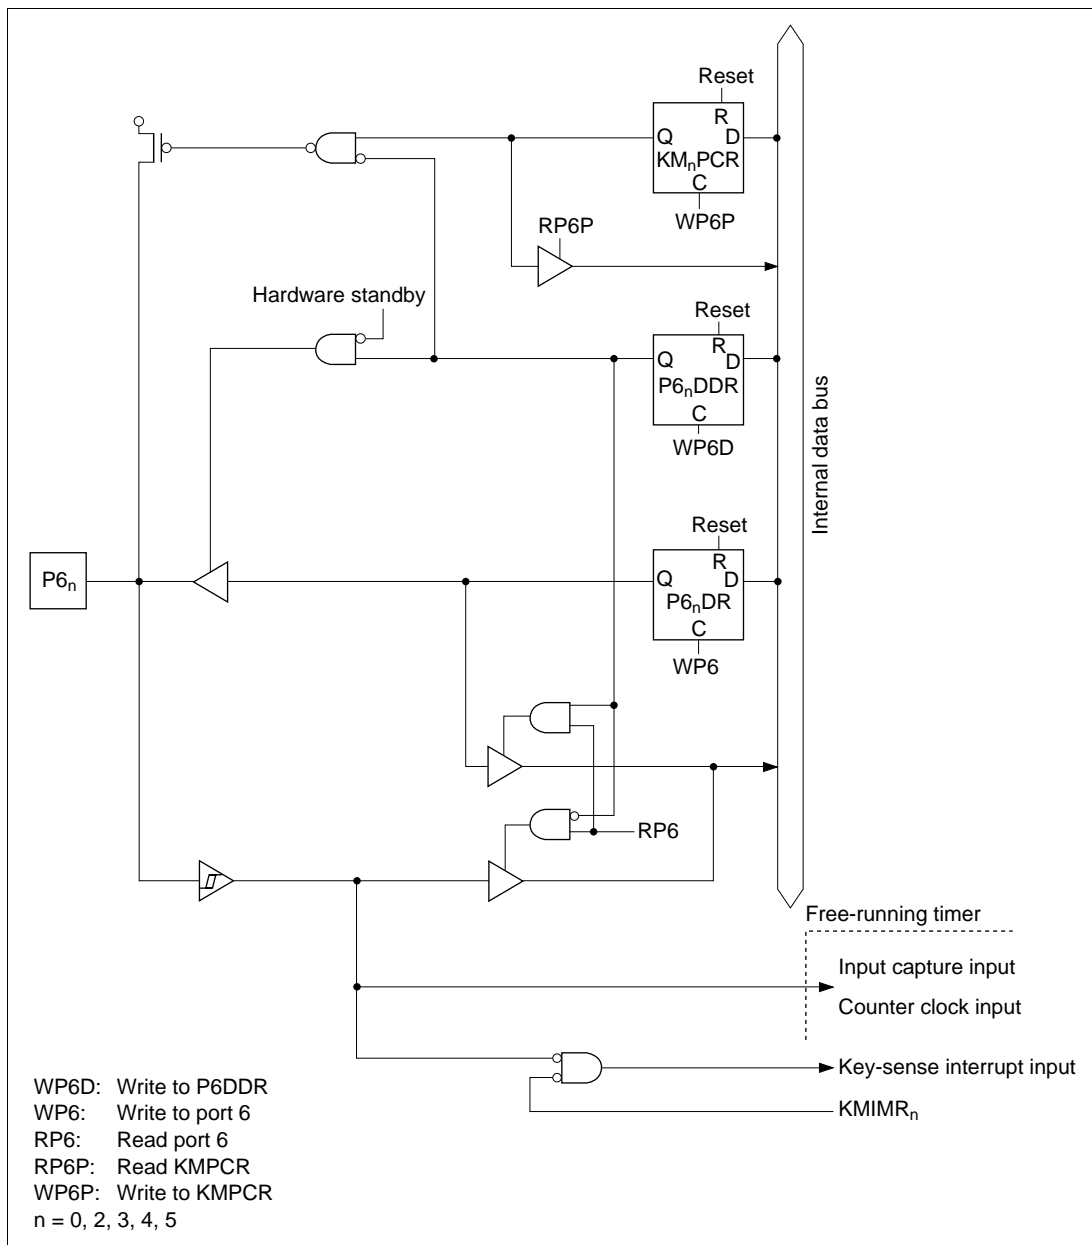 Reset
R
Q D
KMnPCR
C
WP6P
RP6P
Hardware standby
Reset
R
Q D
P6nDDR
C
WP6D
Internal data bus
Reset
R
Q D
P6nDR
C
WP6
P6n
RP6
Free-running timer
Input capture input
Counter clock input
Key-sense interrupt input
KMIMRn
WP6D: Write to P6DDR
WP6: Write to port 6
RP6: Read port 6
RP6P: Read KMPCR
WP6P: Write to KMPCR
n = 0, 2, 3, 4, 5